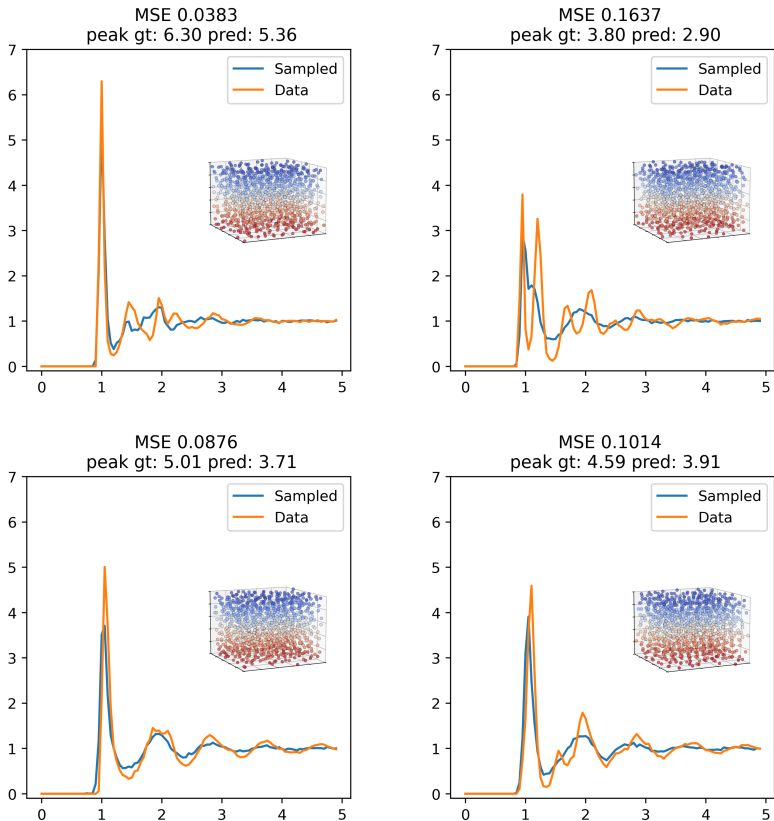 MSE 0.0383
peak gt: 6.30 pred: 5.36
7
6
5
4
3
2
1
0
0 1 2 3 4 5
Sampled
Data
MSE 0.1637
peak gt: 3.80 pred: 2.90
7
6
5
4
3
2
1
0
0 1 2 3 4 5
Sampled
Data
MSE 0.0876
peak gt: 5.01 pred: 3.71
7
6
5
4
3
2
1
0
0 1 2 3 4 5
Sampled
Data
MSE 0.1014
peak gt: 4.59 pred: 3.91
7
6
5
4
3
2
1
0
0 1 2 3 4 5
Sampled
Data